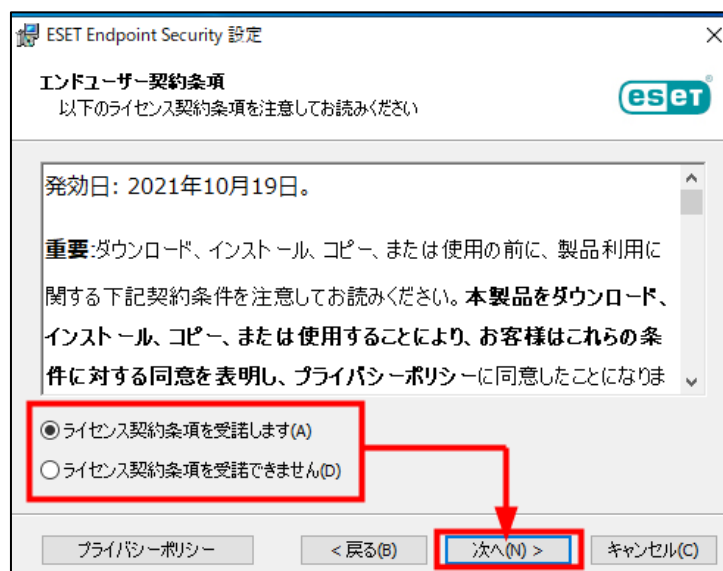 ESET Endpoint Security 設定
エンドユーザー契約条項
以下のライセンス契約条項を注意してお読みください
eset
発効日: 2021年10月19日。
重要:ダウンロード、インストール、コピー、または使用の前に、製品利用に
関する下記契約条件を注意してお読みください。本製品をダウンロード、
インストール、コピー、または使用することにより、お客様はこれらの条
件に対する同意を表明し、プライバシーポリシーに同意したことになりま
ライセンス契約条項を受諾します(A)
ライセンス契約条項を受諾できません(D)
プライバシーポリシー
< 戻る(B)
次へ(N) >
キャンセル(C)